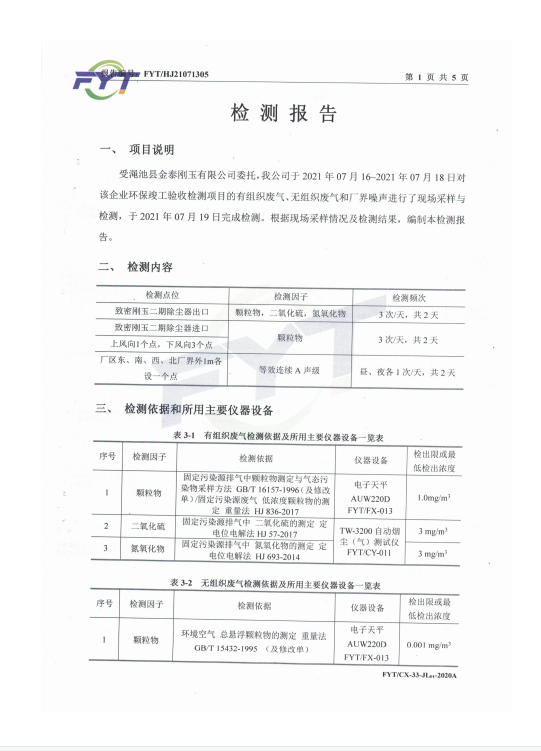 报告编号：FYT/HJ21071305
第 1 页 共 5 页
FYT
检 测 报 告
一、 项目说明
受渑池县金泰刚玉有限公司委托,我公司于 2021 年 07 月 16~2021 年 07 月 18 日对
该企业环保竣工验收检测项目的有组织废气、无组织废气和厂界噪声进行了现场采样与
检测，于 2021 年 07 月 19 日完成检测。根据现场采样情况及检测结果，编制本检测报
告。
二、 检测内容
检测点位 检测因子 检测频次
致密刚玉二期除尘器出口 颗粒物，二氧化硫，氮氧化物 3 次/天，共 2 天
致密刚玉二期除尘器进口
上风向1个点，下风向3个点
颗粒物 3 次/天，共 2 天
厂区东、南、西、北厂界外1m各
设一个点
等效连续 A 声级 昼、夜各 1 次/天，共 2 天
FYT
三、 检测依据和所用主要仪器设备
表 3-1 有组织废气检测依据及所用主要仪器设备一览表
序号 检测因子 检测依据 仪器设备 检出限或最
低检出浓度
1 颗粒物
固定污染源排气中颗粒物测定与气态污
染物采样方法 GB/T 16157-1996（及修改
单）/固定污染源废气 低浓度颗粒物的测
定 重量法 HJ 836-2017
电子天平
AUW220D
FYT/FX-013
1.0mg/m³
2 二氧化硫
固定污染源排气中 二氧化硫的测定 定
电位电解法 HJ 57-2017
TW-3200 自动烟
尘（气）测试仪
FYT/CY-011
3 mg/m³
3 氮氧化物
固定污染源排气中 氮氧化物的测定 定
电位电解法 HJ 693-2014
3 mg/m³
表 3-2 无组织废气检测依据及所用主要仪器设备一览表
序号 检测因子 检测依据 仪器设备 检出限或最
低检出浓度
1 颗粒物
环境空气 总悬浮颗粒物的测定 重量法
GB/T 15432-1995 （及修改单）
电子天平
AUW220D
FYT/FX-013
0.001 mg/m³
FYT/CX-33-JL01-2020A